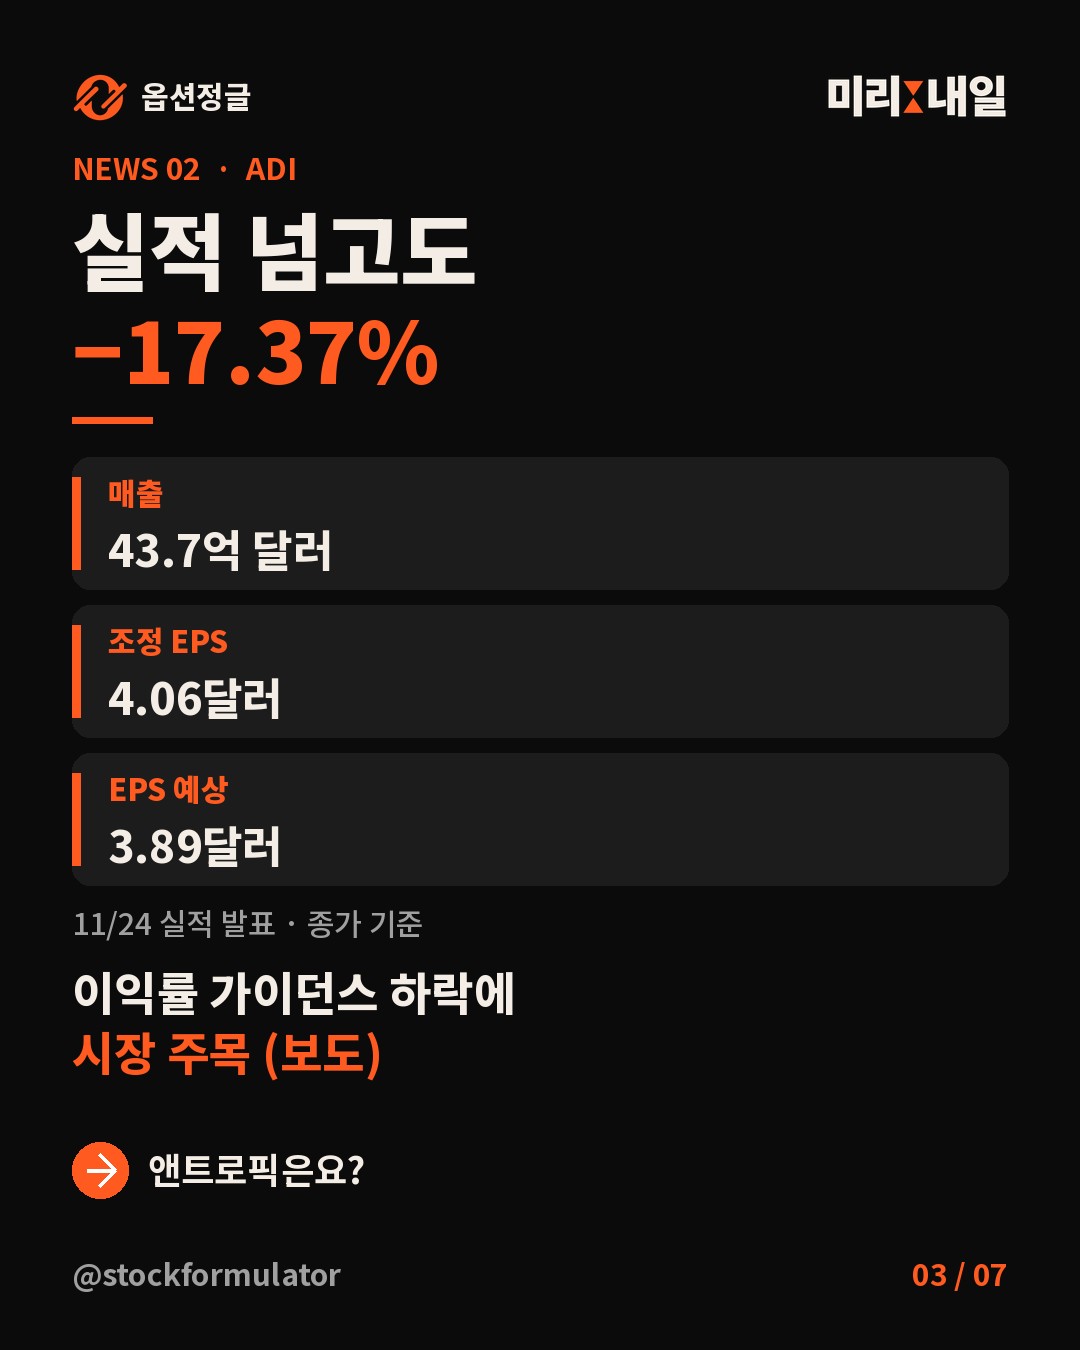 옵션정글
미리내일
NEWS 02 · ADI
실적 넘고도
−17.37%
매출
43.7억 달러
조정 EPS
4.06달러
EPS 예상
3.89달러
11/24 실적 발표 · 종가 기준
이익률 가이던스 하락에
시장 주목 (보도)
앤트로픽은요?
@stockformulator
03 / 07